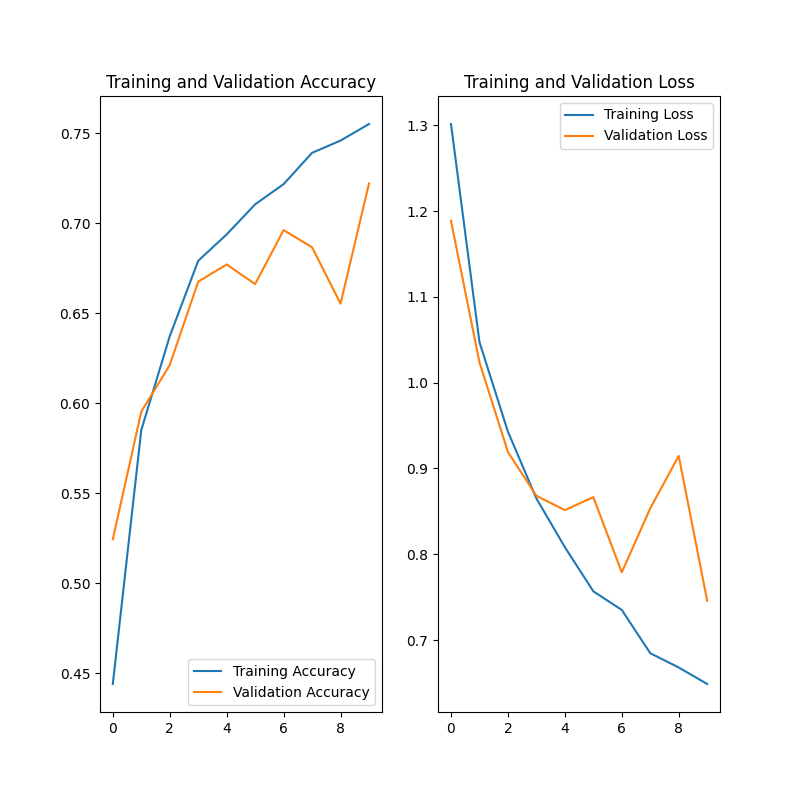 Training and Validation Accuracy
0.75
0.70
0.65
0.60
0.55
0.50
0.45
Training Accuracy
Validation Accuracy
0 2 4 6 8
Training and Validation Loss
Training Loss
Validation Loss
1.3
1.2
1.1
1.0
0.9
0.8
0.7
0 2 4 6 8